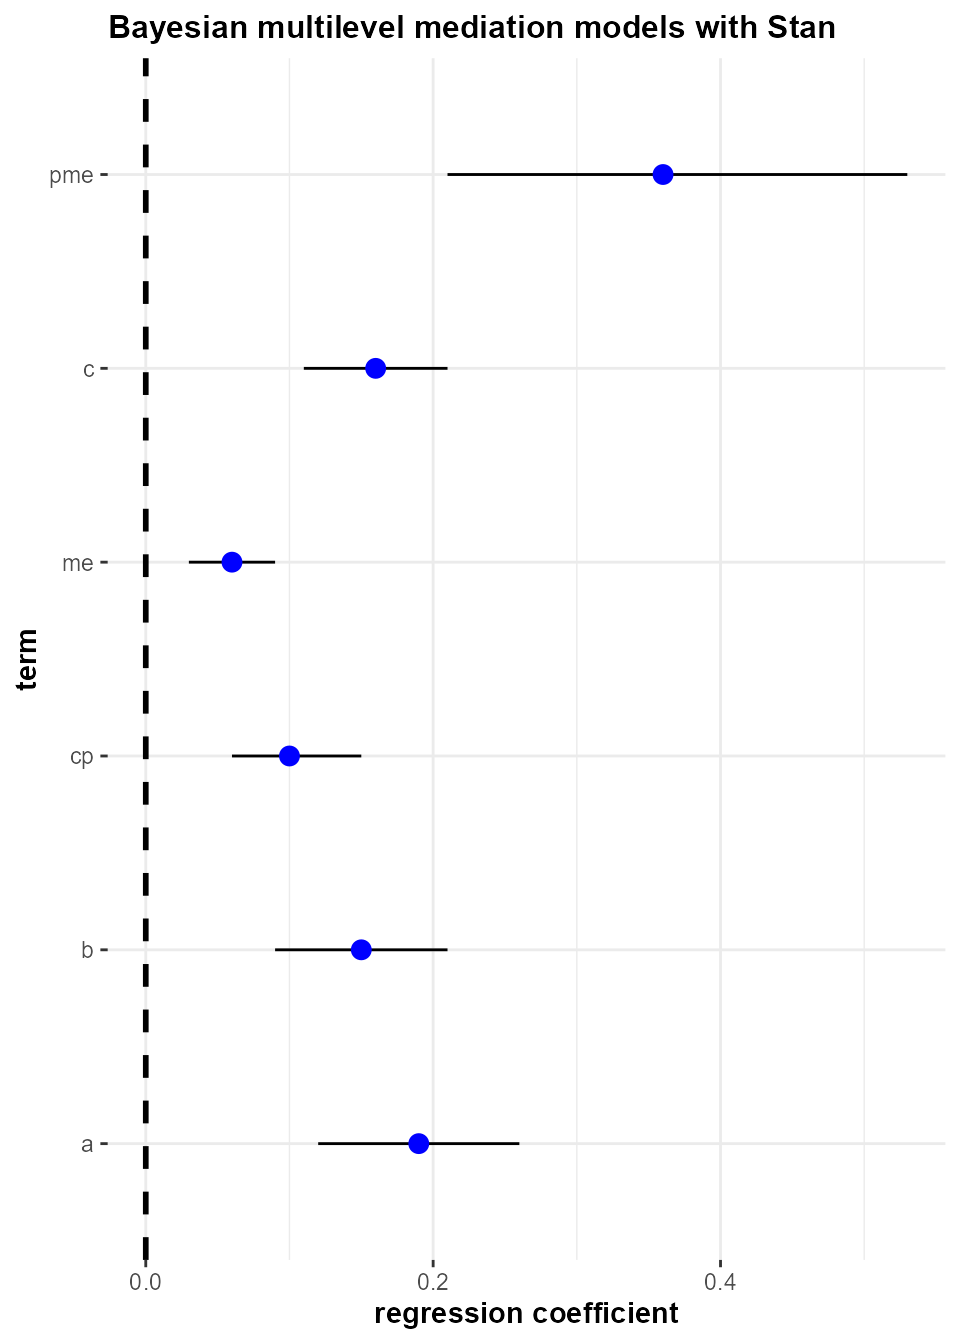 Bayesian multilevel mediation models with Stan
pme
c
me
term
cp
b
a
0.0 0.2 0.4
regression coefficient